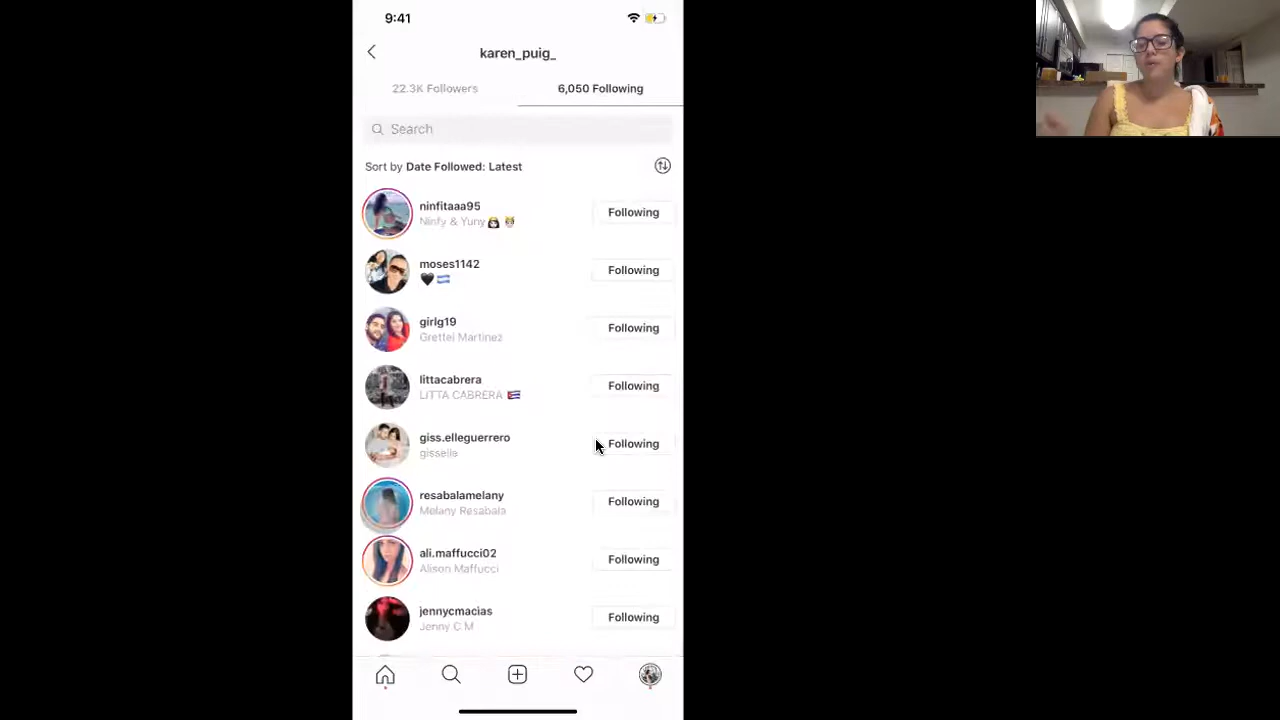 9:41
karen_puig_
22.3K Followers
6,050 Following
Search
Sort by Date Followed: Latest
ninfitaaa95
Ninfy & Yuny👸🏻 🤴🏼
Following
moses1142
🖤🇭🇳
Following
girlg19
Grettel Martinez
Following
littacabrera
LITTA CABRERA 🇨🇺
Following
giss.elleguerrero
gisselle
Following
resabalamelany
Melany Resabala
Following
ali.maffucci02
Alison Maffucci
Following
jennycmacias
Jenny C.M
Following